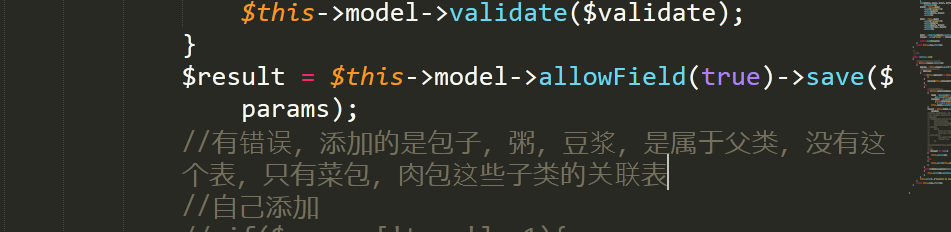 $this->model->validate($validate);
}
$result = $this->model->allowField(true)->save($
params);
//有错误，添加的是包子，粥，豆浆，是属于父类，没有这
个表，只有菜包，肉包这些子类的关联表
//自己添加